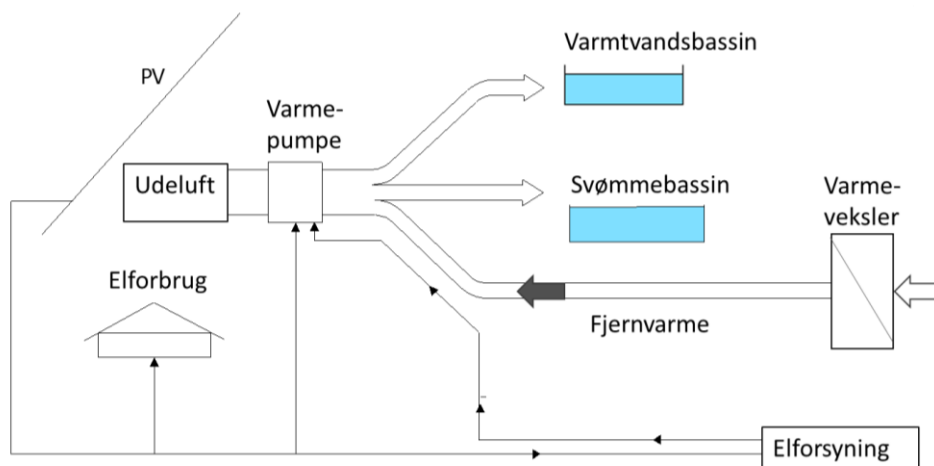 Varmtvandsbassin
PV
Varme-
pumpe
Udeluft
Svømmebassin
Varme-
veksler
Elforbrug
Fjernvarme
Elforsyning